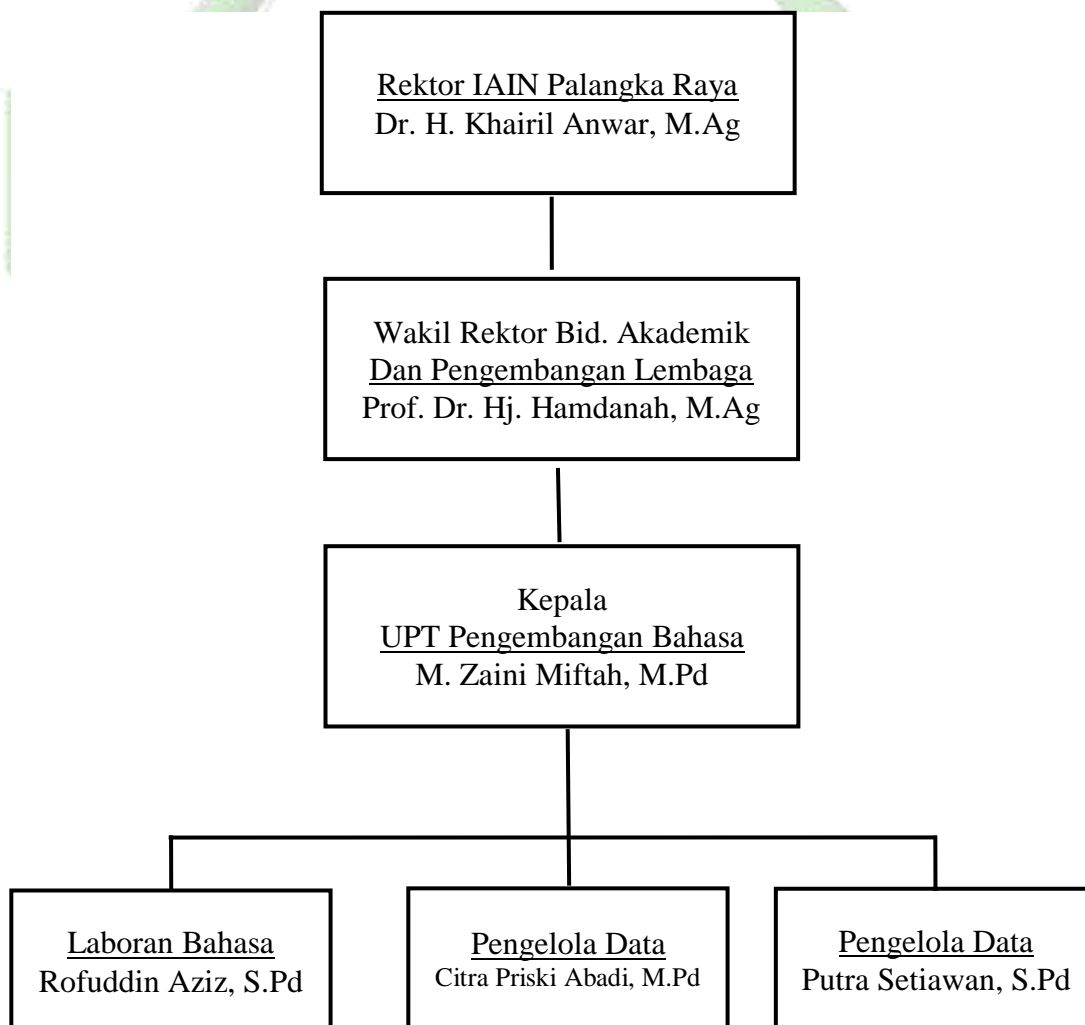 Rektor IAIN Palangka Raya
Dr. H. Khairil Anwar, M.Ag
Wakil Rektor Bid. Akademik
Dan Pengembangan Lembaga
Prof. Dr. Hj. Hamdanah, M.Ag
Kepala
UPT Pengembangan Bahasa
M. Zaini Miftah, M.Pd
Laboran Bahasa
Rofuddin Aziz, S.Pd
Pengelola Data
Citra Priski Abadi, M.Pd
Pengelola Data
Putra Setiawan, S.Pd